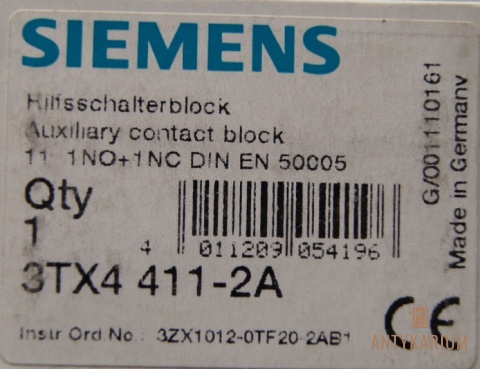 SIEMENS
Hilfsschalterblock
Auxiliary contact block
11 1NO+1NC DIN EN 50005
Qty
1
4 011209 054196
3TX4 411-2A
Instr Ord No.: 3ZX1012-0TF20-2AB1
G/001110161
Made in Germany
CE
ANTYKARIUM